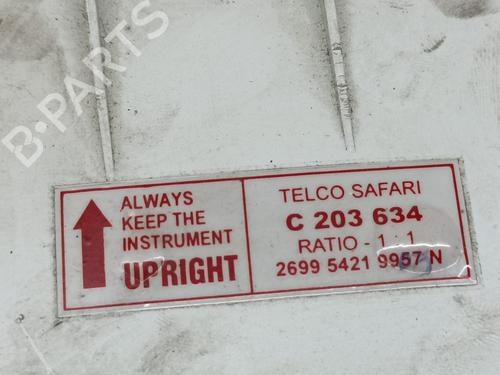 B-PARTS
ALWAYS
KEEP THE
INSTRUMENT
UPRIGHT
TELCO SAFARI
C 203 634
RATIO - 1 : 1
2699 5421 9957 N